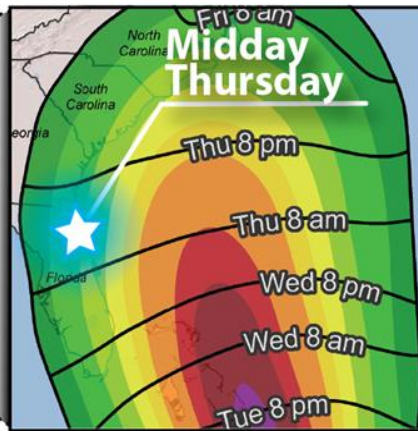 Fri 8 am
North
Carolina
Midday
Thursday
South
Carolina
eorgia
Thu 8 pm
Thu 8 am
Florida
Wed 8 pm
Wed 8 am
Tue 8 pm